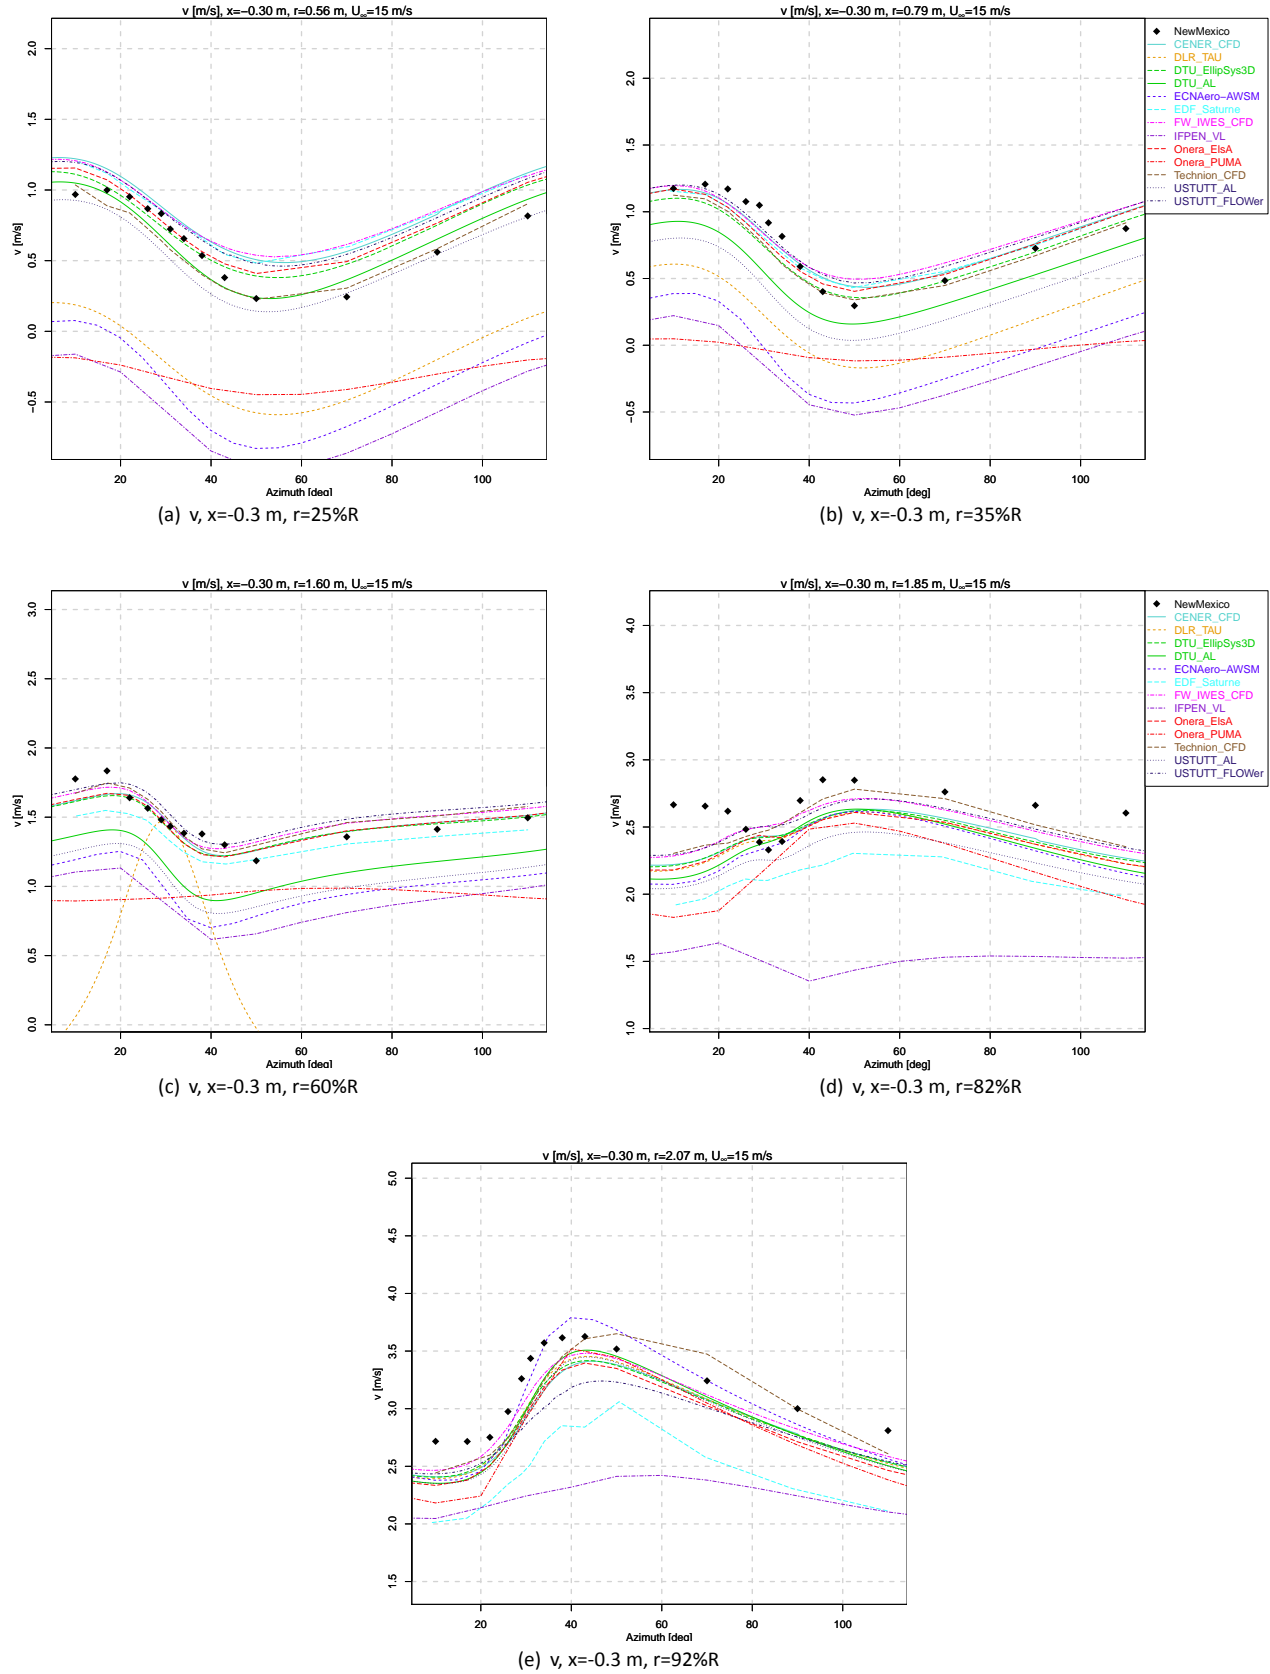 v [m/s], x=−0.30 m, r=0.56 m, U∞=15 m/s
2.0
1.5
1.0
0.5
0.0
−0.5
v [m/s]
20 40 60 80 100
Azimuth [deg]
(a) v, x=-0.3 m, r=25%R
v [m/s], x=−0.30 m, r=0.79 m, U∞=15 m/s
2.0
1.5
1.0
0.5
0.0
−0.5
v [m/s]
20 40 60 80 100
Azimuth [deg]
NewMexico
CENER_CFD
DLR_TAU
DTU_EllipSys3D
DTU_AL
ECNAero−AWSM
EDF_Saturne
FW_IWES_CFD
IFPEN_VL
Onera_ElsA
Onera_PUMA
Technion_CFD
USTUTT_AL
USTUTT_FLOWer
(b) v, x=-0.3 m, r=35%R
v [m/s], x=−0.30 m, r=1.60 m, U∞=15 m/s
3.0
2.5
2.0
1.5
1.0
0.5
0.0
v [m/s]
20 40 60 80 100
Azimuth [deg]
(c) v, x=-0.3 m, r=60%R
v [m/s], x=−0.30 m, r=1.85 m, U∞=15 m/s
4.0
3.5
3.0
2.5
2.0
1.5
1.0
v [m/s]
20 40 60 80 100
Azimuth [deg]
NewMexico
CENER_CFD
DLR_TAU
DTU_EllipSys3D
DTU_AL
ECNAero−AWSM
EDF_Saturne
FW_IWES_CFD
IFPEN_VL
Onera_ElsA
Onera_PUMA
Technion_CFD
USTUTT_AL
USTUTT_FLOWer
(d) v, x=-0.3 m, r=82%R
v [m/s], x=−0.30 m, r=2.07 m, U∞=15 m/s
5.0
4.5
4.0
3.5
3.0
2.5
2.0
1.5
v [m/s]
20 40 60 80 100
Azimuth [deg]
(e) v, x=-0.3 m, r=92%R